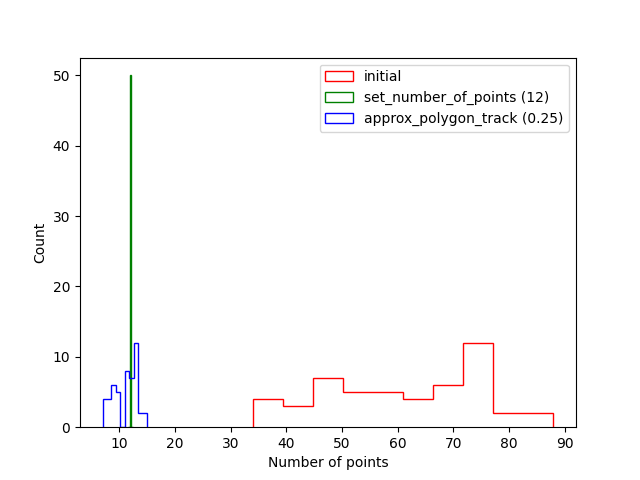 initial
set_number_of_points (12)
approx_polygon_track (0.25)
50
40
30
20
10
0
Count
10 20 30 40 50 60 70 80 90
Number of points